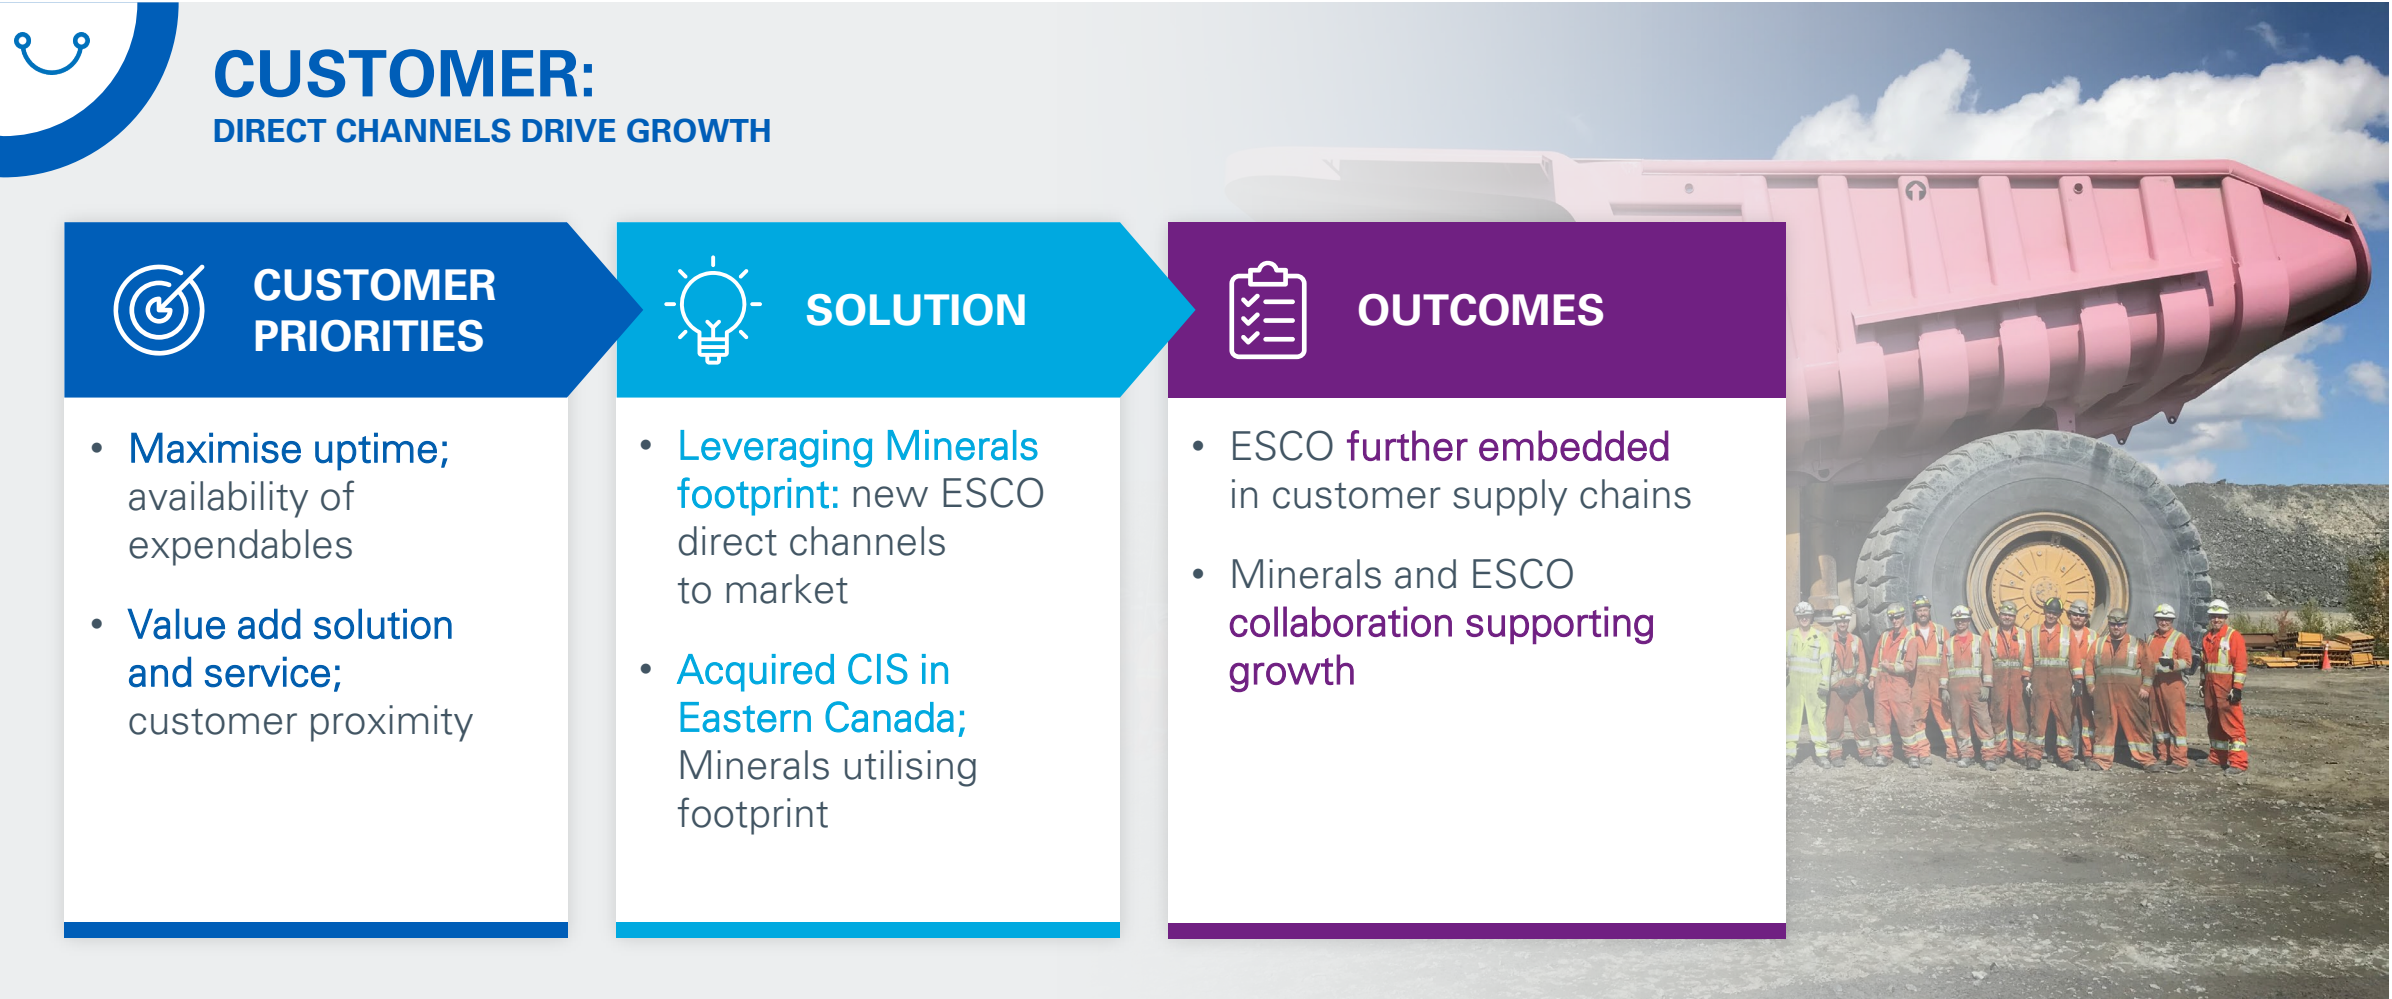 CUSTOMER:
DIRECT CHANNELS DRIVE GROWTH
CUSTOMER
PRIORITIES
• Maximise uptime;
availability of
expendables
• Value add solution
and service;
customer proximity
SOLUTION
• Leveraging Minerals
footprint: new ESCO
direct channels
to market
• Acquired CIS in
Eastern Canada;
Minerals utilising
footprint
OUTCOMES
• ESCO further embedded
in customer supply chains
• Minerals and ESCO
collaboration supporting
growth